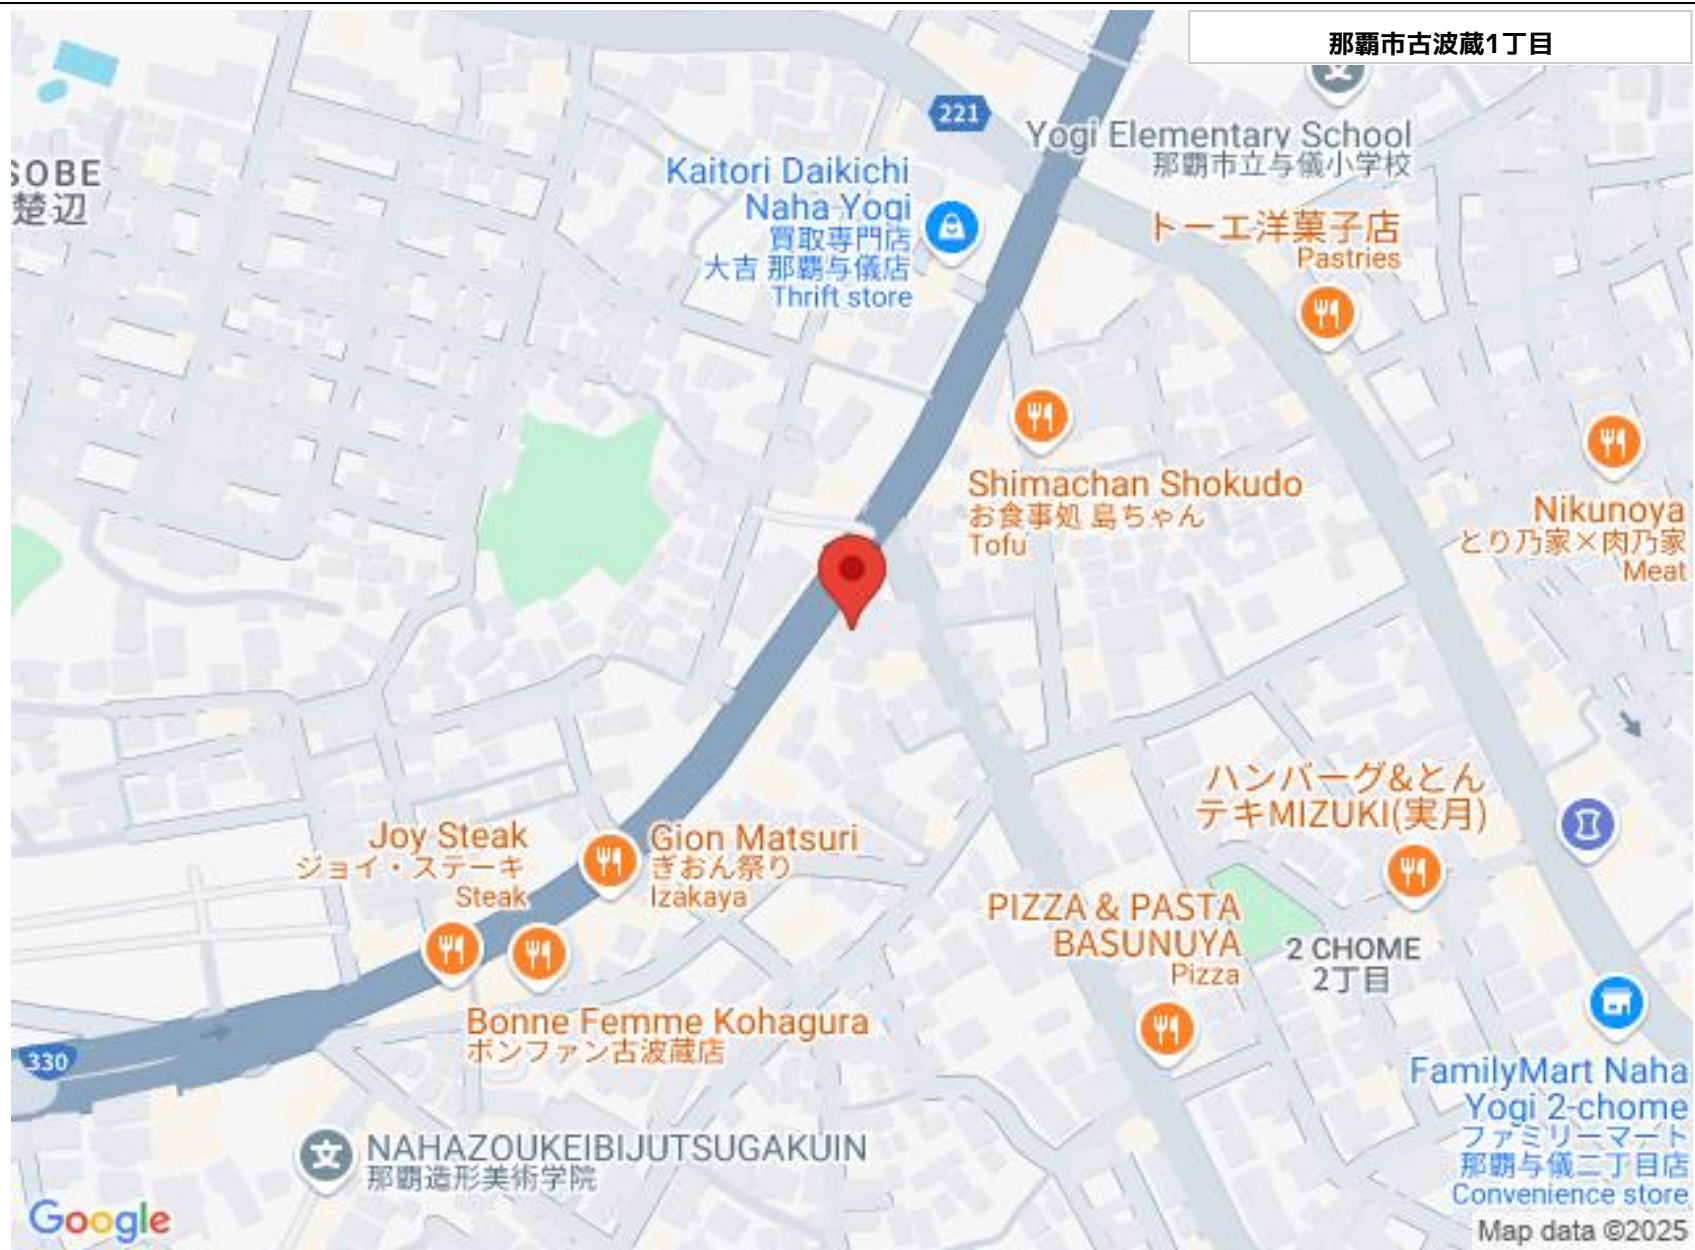 那覇市古波蔵1丁目
221
Yogi Elementary School
那覇市立与儀小学校
SOBE
楚辺
Kaitori Daikichi
Naha Yogi
買取専門店
大吉 那覇与儀店
Thrift store
トーエ洋菓子店
Pastries
Shimachan Shokudo
お食事処 島ちゃん
Tofu
Nikunoya
とり乃家×肉乃家
Meat
ハンバーグ&とん
テキMIZUKI(実月)
Joy Steak
ジョイ・ステーキ
Steak
Gion Matsuri
ぎおん祭り
Izakaya
PIZZA & PASTA
BASUNUYA
Pizza
2 CHOME
2丁目
Bonne Femme Kohagura
ボンファン古波蔵店
330
FamilyMart Naha
Yogi 2-chome
ファミリーマート
那覇与儀二丁目店
Convenience store
NAHAZOUKEIBIJUTSUGAKUIN
那覇造形美術学院
Google
Map data ©2025